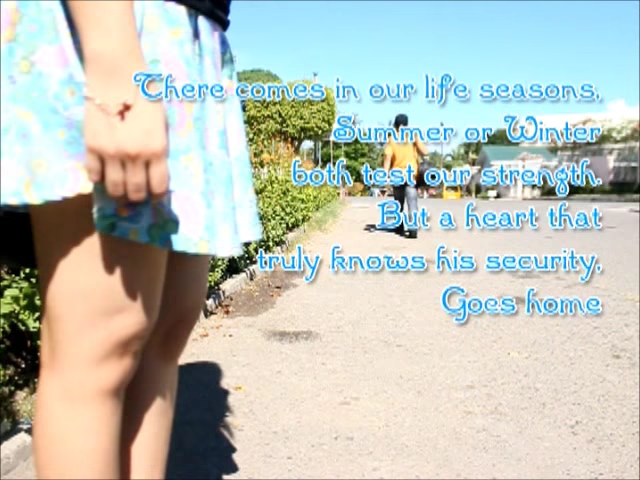 There comes in our life seasons,
Summer or Winter
both test our strength.
But a heart that
truly knows his security,
Goes home